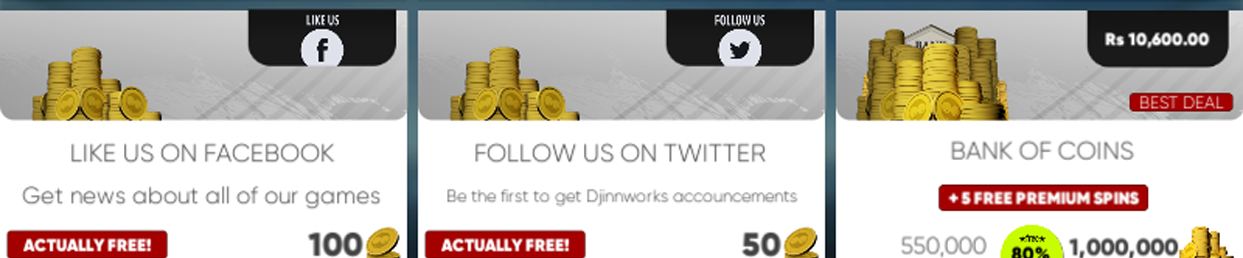 LIKE US
f
LIKE US ON FACEBOOK
Get news about all of our games
ACTUALLY FREE!
100
FOLLOW US
FOLLOW US ON TWITTER
Be the first to get Djinnworks accouncements
ACTUALLY FREE!
50
BANK
Rs 10,600.00
BEST DEAL
BANK OF COINS
+ 5 FREE PREMIUM SPINS
550,000
80%
1,000,000